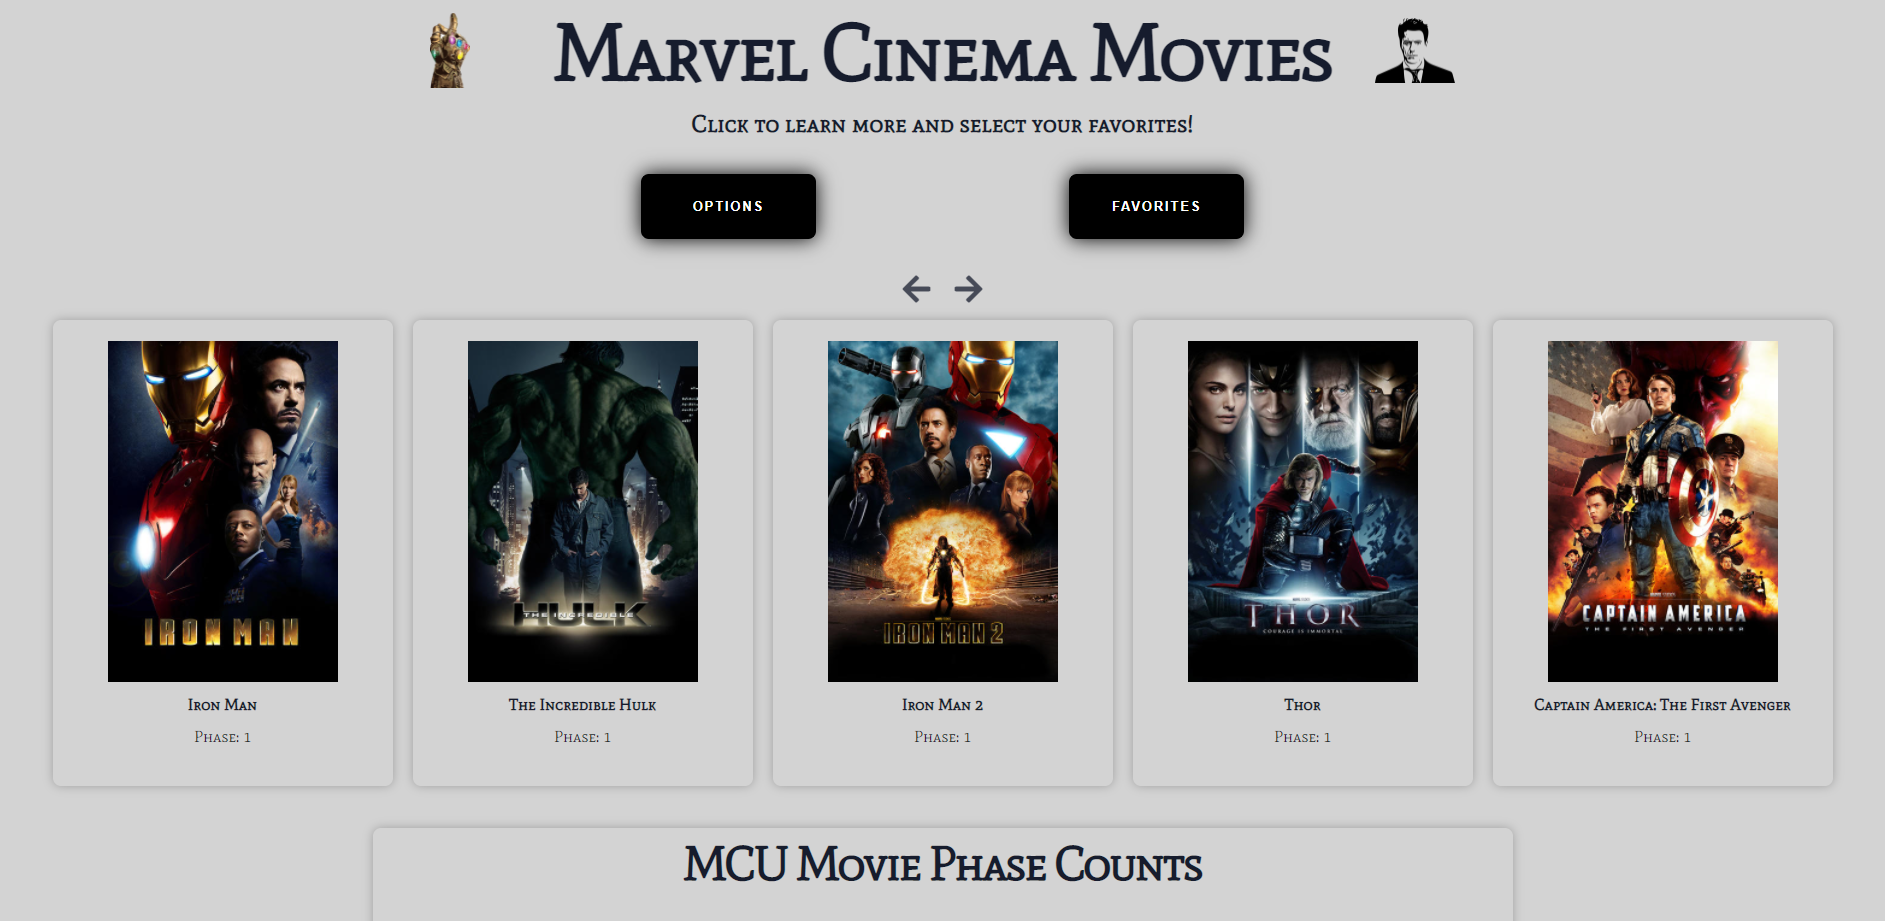 Marvel Cinema Movies
Click to learn more and select your favorites!
OPTIONS
FAVORITES
IRON MAN
THE INCREDIBLE
HULK
IRON MAN 2
THOR
COURAGE IS IMMORTAL
CAPTAIN AMERICA
THE FIRST AVENGER
Iron Man
The Incredible Hulk
Iron Man 2
Thor
Captain America: The First Avenger
Phase: 1
Phase: 1
Phase: 1
Phase: 1
Phase: 1
MCU Movie Phase Counts